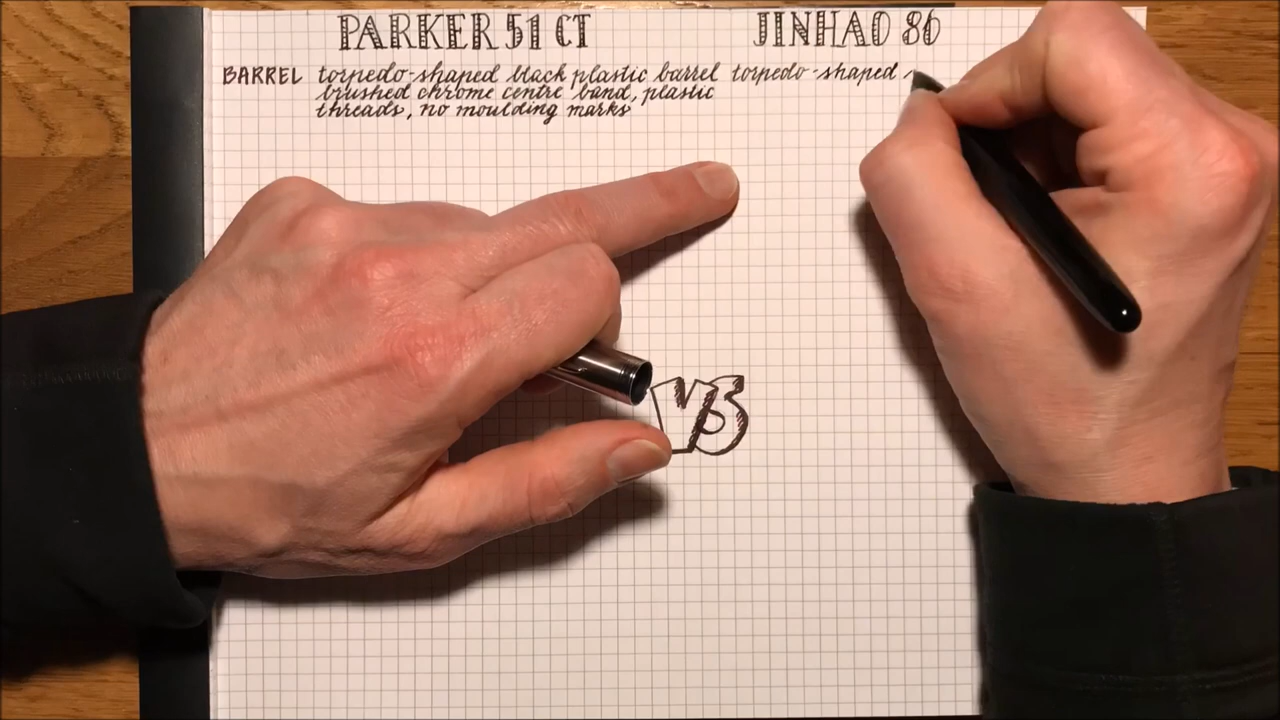 PARKER 51 CT JINHAO 86
BARREL torpedo-shaped black plastic barrel torpedo-shaped
brushed chrome centre band, plastic
threads, no moulding marks
VS